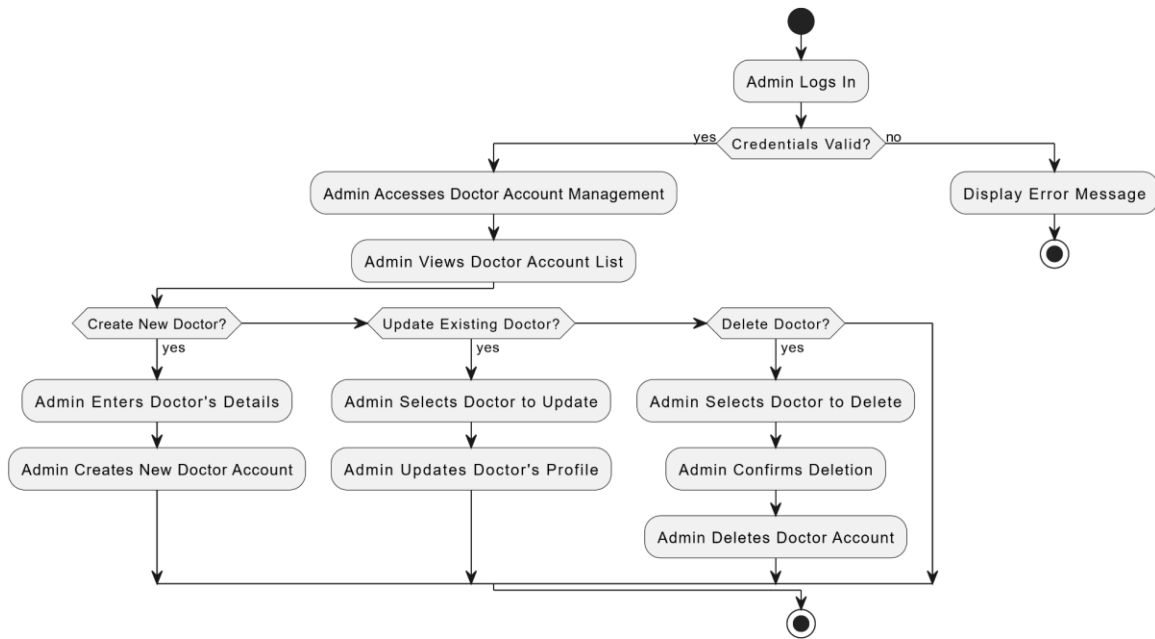 Admin Logs In
yes
Credentials Valid?
no
Admin Accesses Doctor Account Management
Display Error Message
Admin Views Doctor Account List
Create New Doctor?
Update Existing Doctor?
Delete Doctor?
yes
yes
yes
Admin Enters Doctor's Details
Admin Selects Doctor to Update
Admin Selects Doctor to Delete
Admin Creates New Doctor Account
Admin Updates Doctor's Profile
Admin Confirms Deletion
Admin Deletes Doctor Account